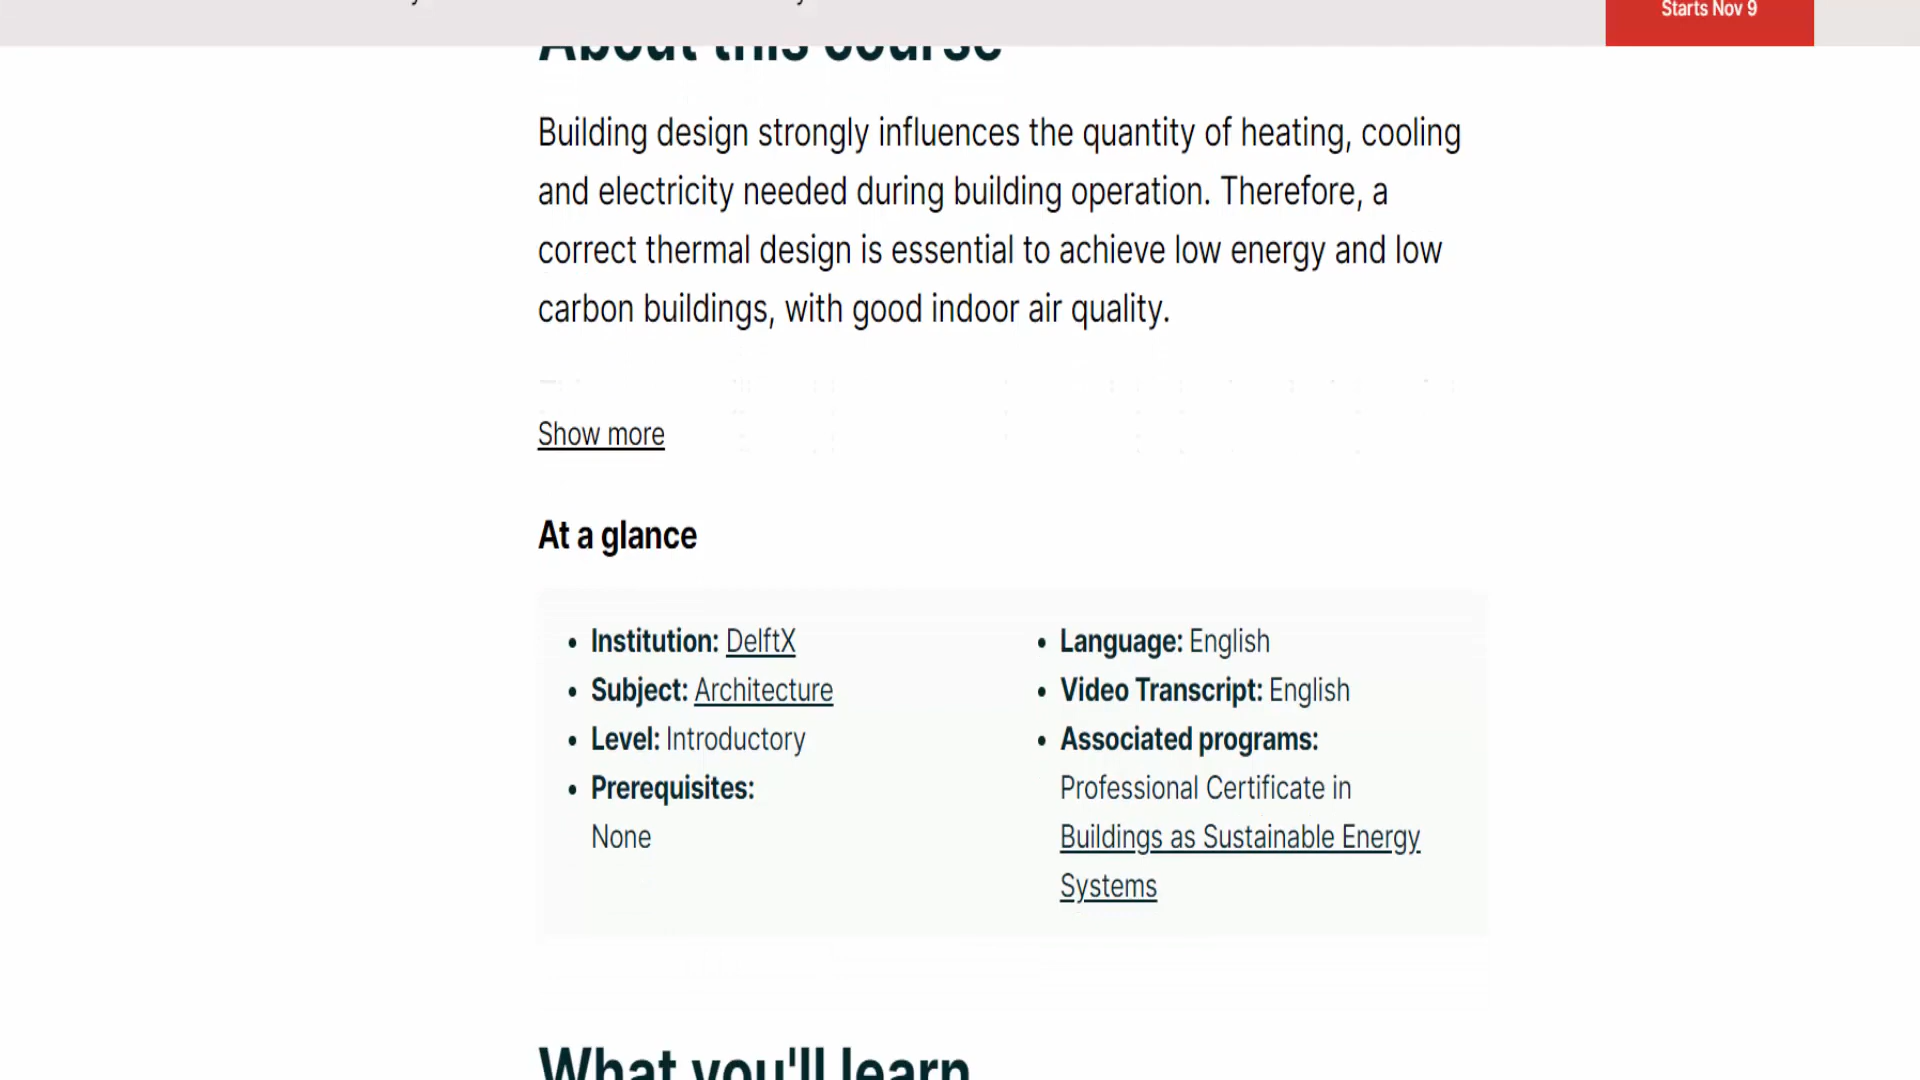 Starts Nov 9
About this course
Building design strongly influences the quantity of heating, cooling
and electricity needed during building operation. Therefore, a
correct thermal design is essential to achieve low energy and low
carbon buildings, with good indoor air quality.
Show more
At a glance
• Institution: DelftX
• Subject: Architecture
• Level: Introductory
• Prerequisites:
None
• Language: English
• Video Transcript: English
• Associated programs:
Professional Certificate in
Buildings as Sustainable Energy
Systems
What you'll learn